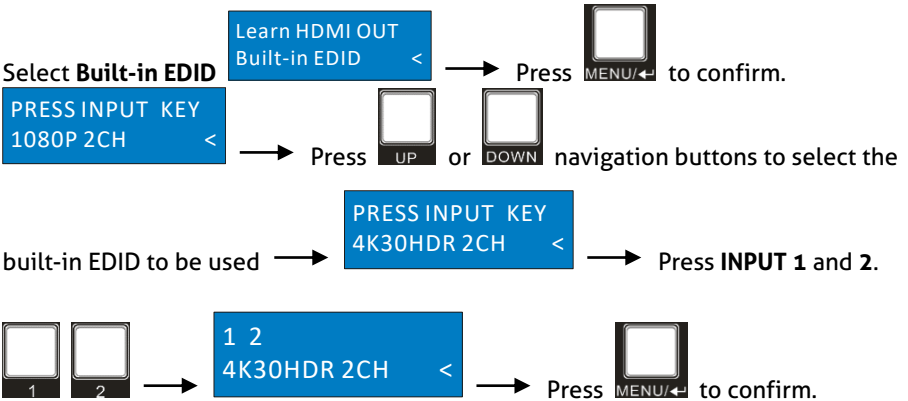 Learn HDMI OUT
Built-in EDID <
Select Built-in EDID
Press MENU/↵ to confirm.
PRESS INPUT KEY
1080P 2CH <
Press UP or DOWN navigation buttons to select the
PRESS INPUT KEY
4K30HDR 2CH <
built-in EDID to be used
Press INPUT 1 and 2.
1 2
1 2
4K30HDR 2CH <
Press MENU/↵ to confirm.